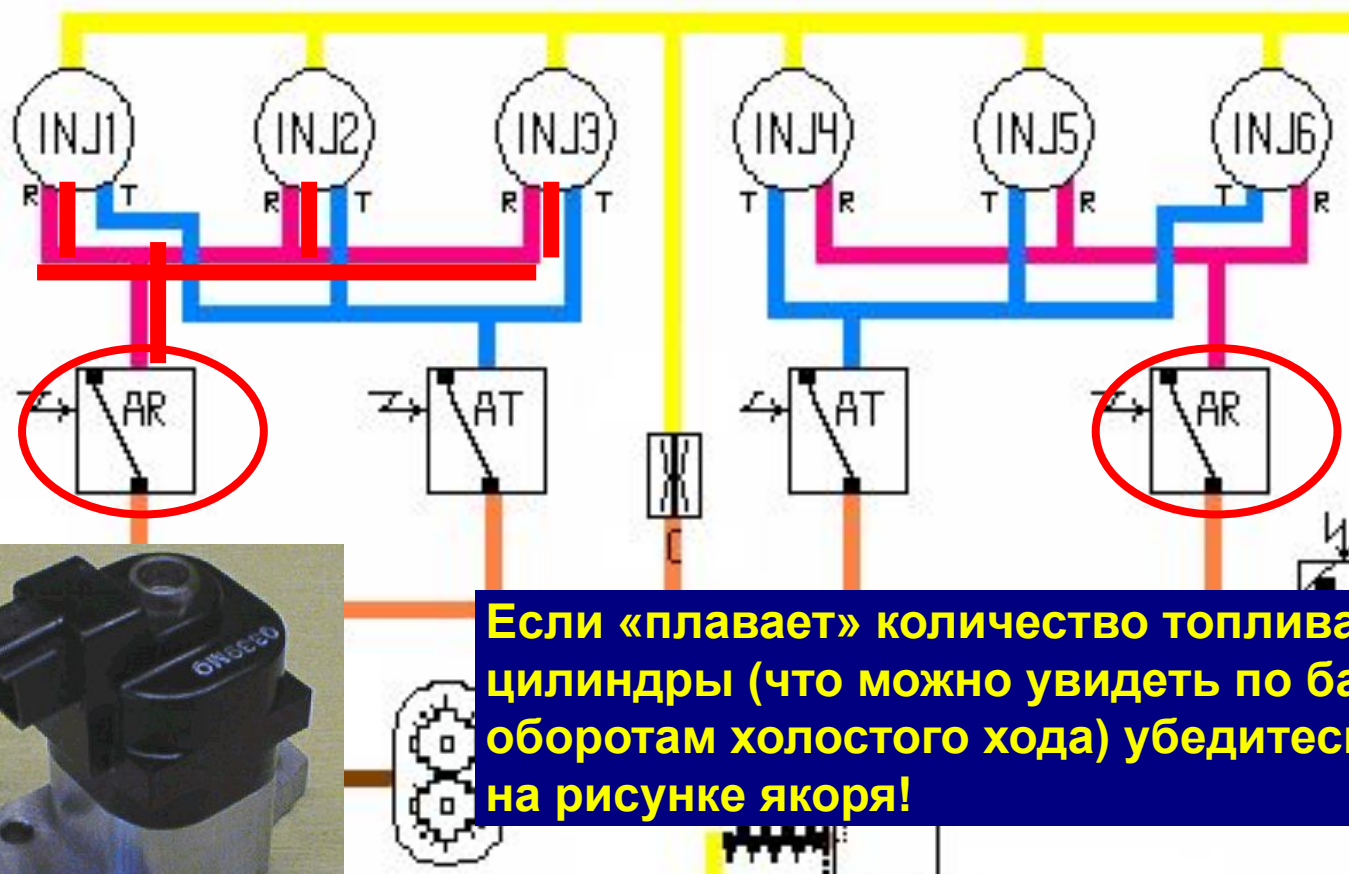 INJ1 INJ2 INJ3 INJ4 INJ5 INJ6
R T R T R T T R T R T R
AR AT AT AR
Если «плавает» количество топлива
цилиндры (что можно увидеть по ба
оборотам холостого хода) убедитесь
на рисунке якоря!